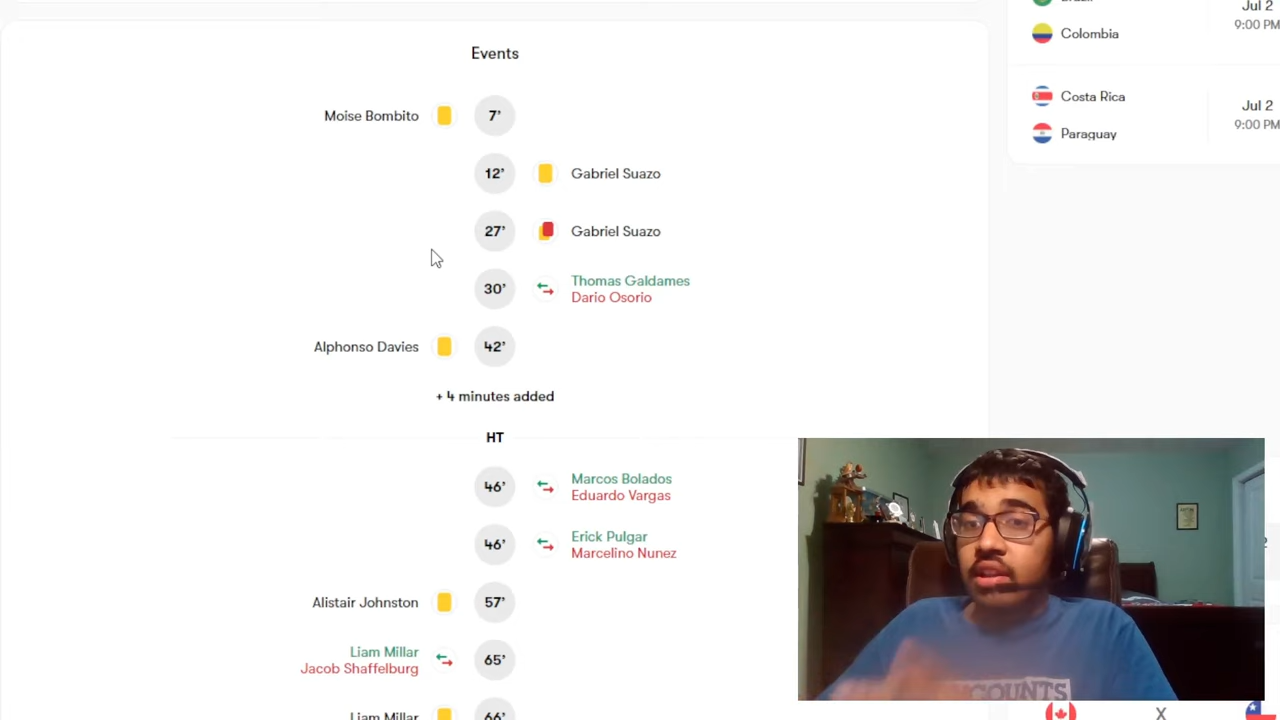 Events
Moise Bombito
7'
12'
Gabriel Suazo
27'
Gabriel Suazo
30'
Thomas Galdames
Dario Osorio
Alphonso Davies
42'
+ 4 minutes added
HT
46'
Marcos Bolados
Eduardo Vargas
46'
Erick Pulgar
Marcelino Nunez
Alistair Johnston
57'
Liam Millar
Jacob Shaffelburg
65'
Liam Millar
66'
Jul 2
9:00 PM
Colombia
Costa Rica
Paraguay
Jul 2
9:00 PM
COUNTS
X